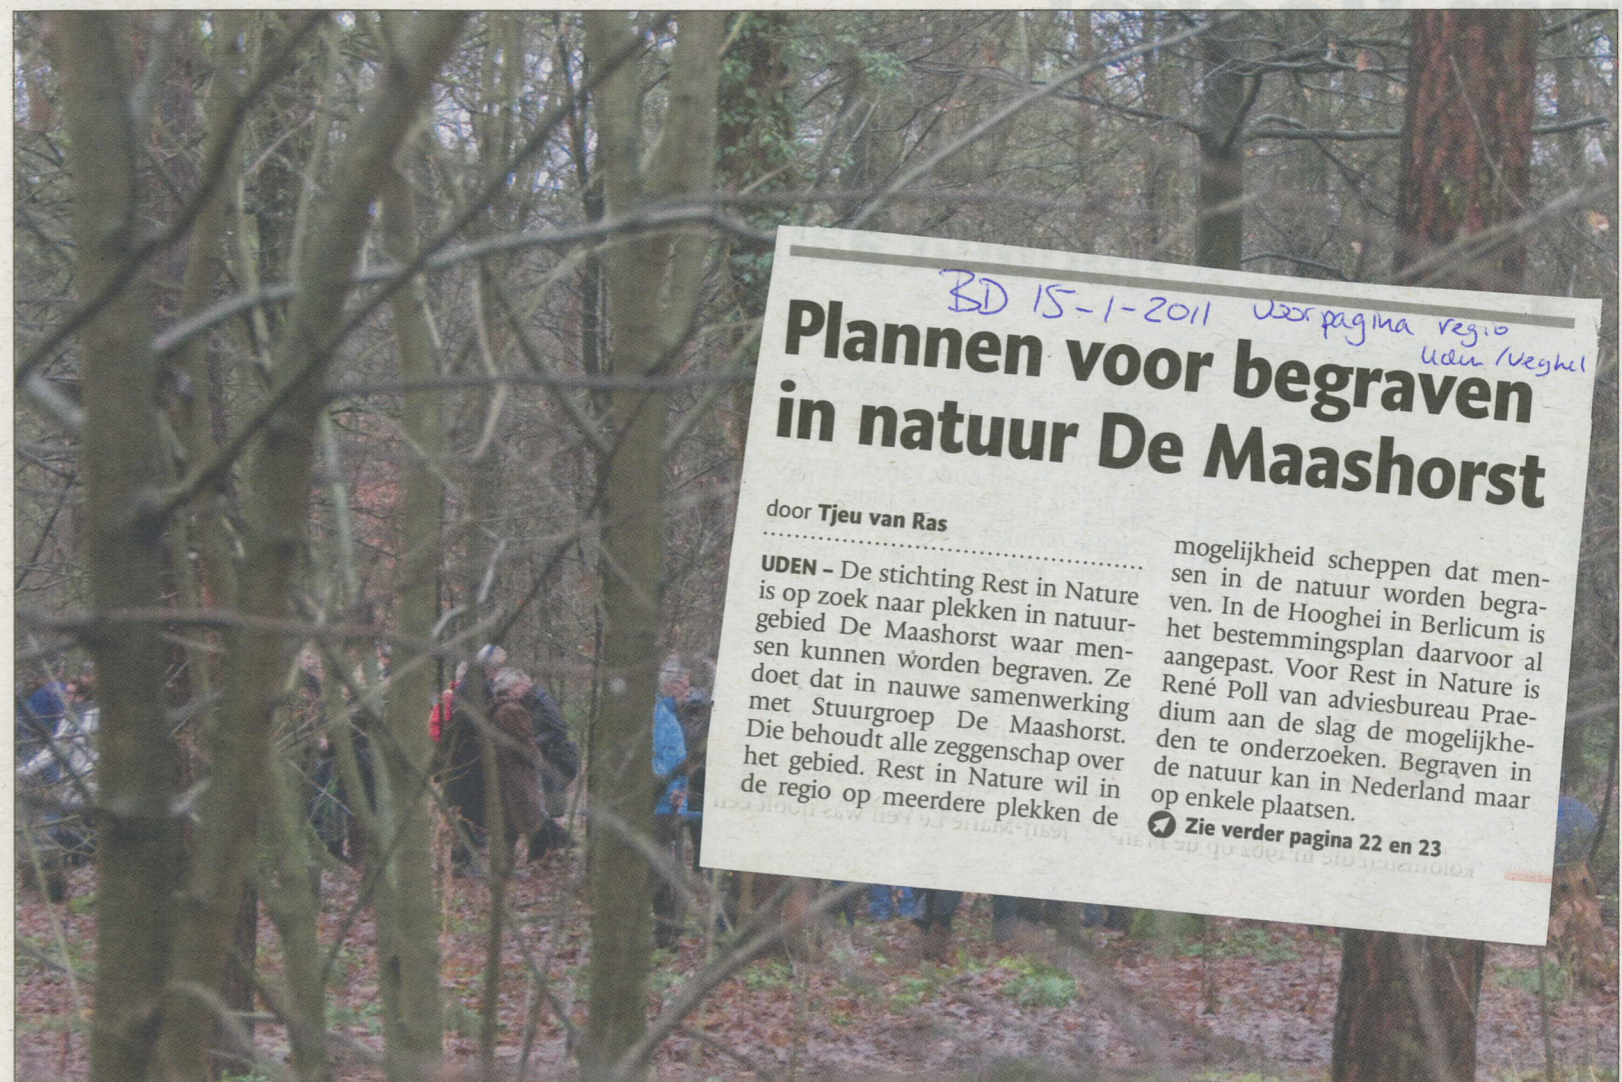 BD 15-1-2011 voorpagina regio
Uden/Veghel
Plannen voor begraven
in natuur De Maashorst
door Tjeu van Ras
UDEN – De stichting Rest in Nature
is op zoek naar plekken in natuur-
gebied De Maashorst waar men-
sen kunnen worden begraven. Ze
doet dat in nauwe samenwerking
met Stuurgroep De Maashorst.
Die behoudt alle zeggenschap over
het gebied. Rest in Nature wil in
de regio op meerdere plekken de
mogelijkheid scheppen dat men-
sen in de natuur worden begra-
ven. In de Hooghei in Berlicum is
het bestemmingsplan daarvoor al
aangepast. Voor Rest in Nature is
René Poll van adviesbureau Prae-
dium aan de slag de mogelijkhe-
den te onderzoeken. Begraven in
de natuur kan in Nederland maar
op enkele plaatsen.
Zie verder pagina 22 en 23